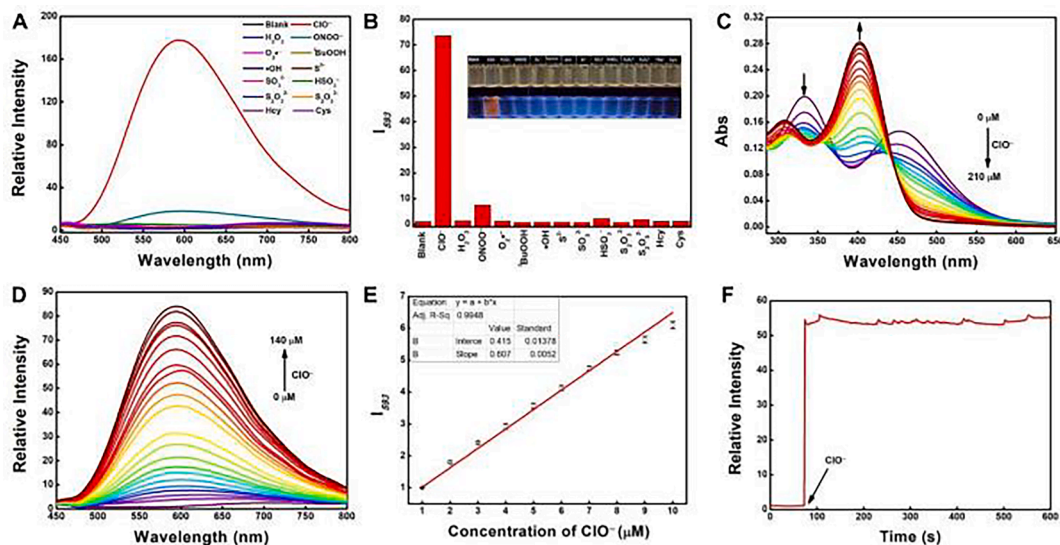 A
Relative Intensity
200
160
120
80
40
0
450 500 550 600 650 700 750 800
Wavelength (nm)
Blank ClO⁻
H₂O₂ ONOO⁻
O₂•⁻ ᵗBuOOH
•OH S²⁻
SO₃²⁻ HSO₃⁻
S₂O₃²⁻ S₂O₃²⁻
Hcy Cys
B
I₅₉₃
80
70
60
50
40
30
20
10
0
Blank ClO⁻ H₂O₂ ONOO⁻ O₂•⁻ ᵗBuOOH •OH S²⁻ SO₃²⁻ HSO₃⁻ S₂O₃²⁻ S₂O₃²⁻ Hcy Cys
C
Abs
0.28
0.24
0.20
0.16
0.12
0.08
0.04
0.00
300 350 400 450 500 550 600 650
Wavelength (nm)
0 μM
ClO⁻
210 μM
D
Relative Intensity
90
80
70
60
50
40
30
20
10
0
450 500 550 600 650 700 750 800
Wavelength (nm)
140 μM
ClO⁻
0 μM
E
I₅₉₃
7
6
5
4
3
2
1
1 2 3 4 5 6 7 8 9 10
Concentration of ClO⁻ (μM)
Equation y = a + b*x
Adj. R-Sq 0.9948
Value Standard
B Interce 0.415 0.01378
B Slope 0.607 0.0052
F
Relative Intensity
60
50
40
30
20
10
0
0 100 200 300 400 500 600
Time (s)
ClO⁻